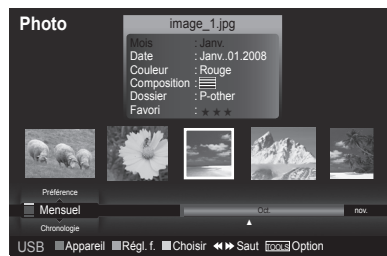 Photo
image_1.jpg
Mois : Janv.
Date : Janv..01.2008
Couleur : Rouge
Composition :
Dossier : P-other
Favori : ★ ★ ★
Préférence
Mensuel
Oct.
nov.
Chronologie
USB Appareil Régl. f. Choisir Saut TOOLS Option